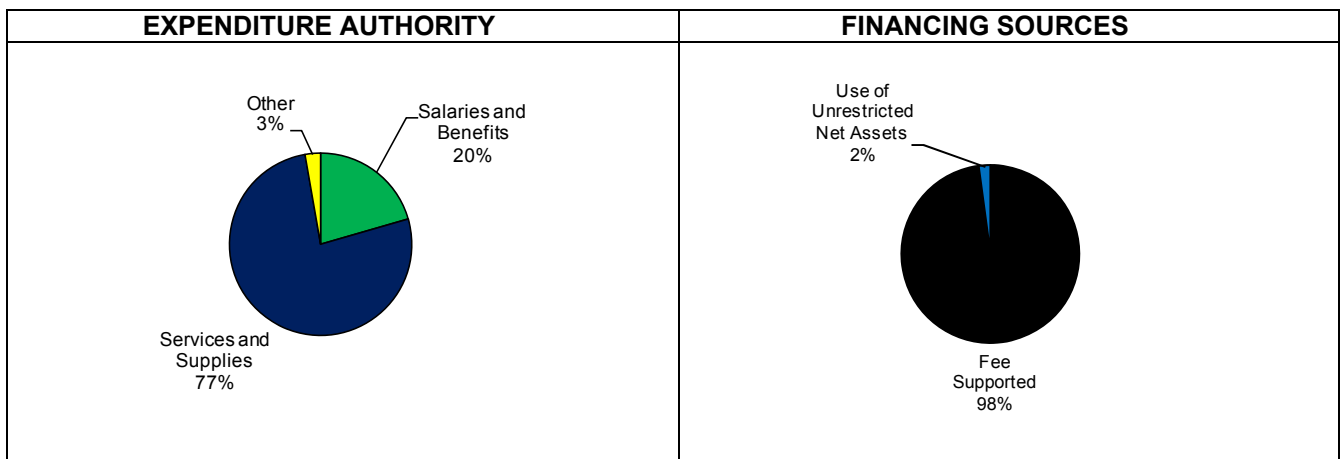 EXPENDITURE AUTHORITY
Other
3%
Salaries and
Benefits
20%
Services and
Supplies
77%
FINANCING SOURCES
Use of
Unrestricted
Net Assets
2%
Fee
Supported
98%